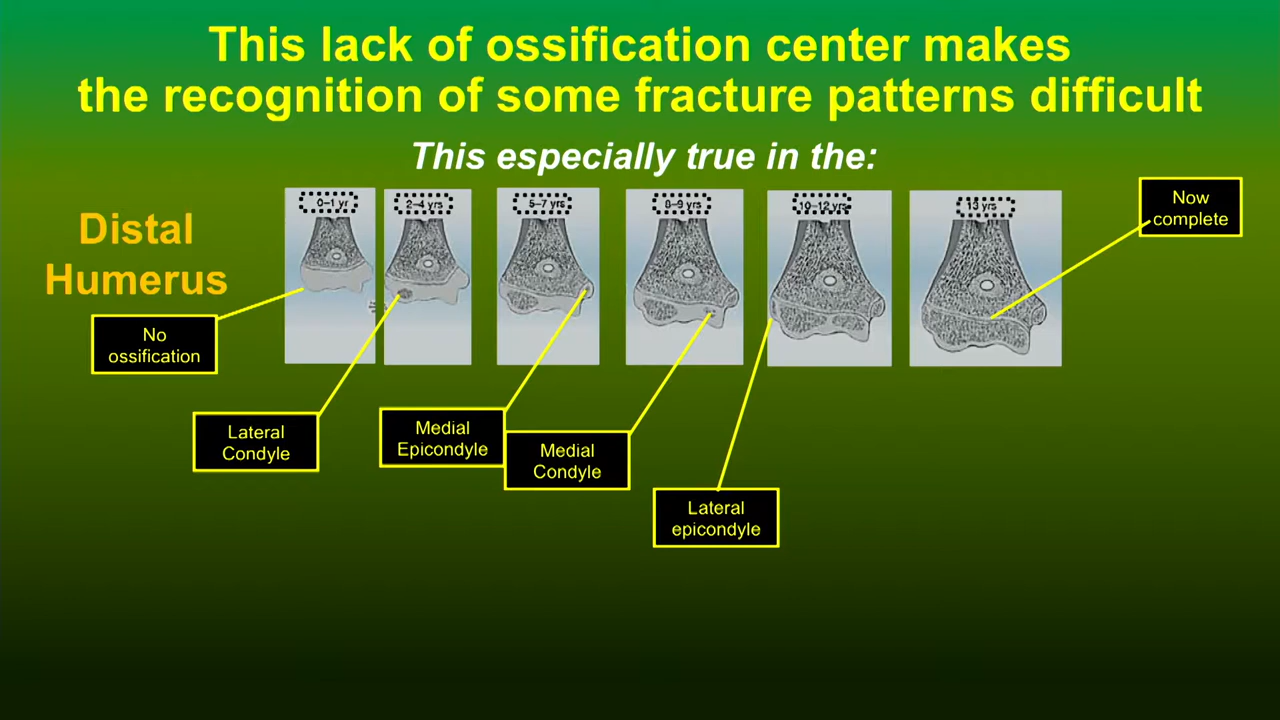 This lack of ossification center makes
the recognition of some fracture patterns difficult
This especially true in the:
Distal
Humerus
0-1 yr
2-4 yrs
5-7 yrs
8-9 yrs
10-12 yrs
13 yrs
Now
complete
No
ossification
Lateral
Condyle
Medial
Epicondyle
Medial
Condyle
Lateral
epicondyle